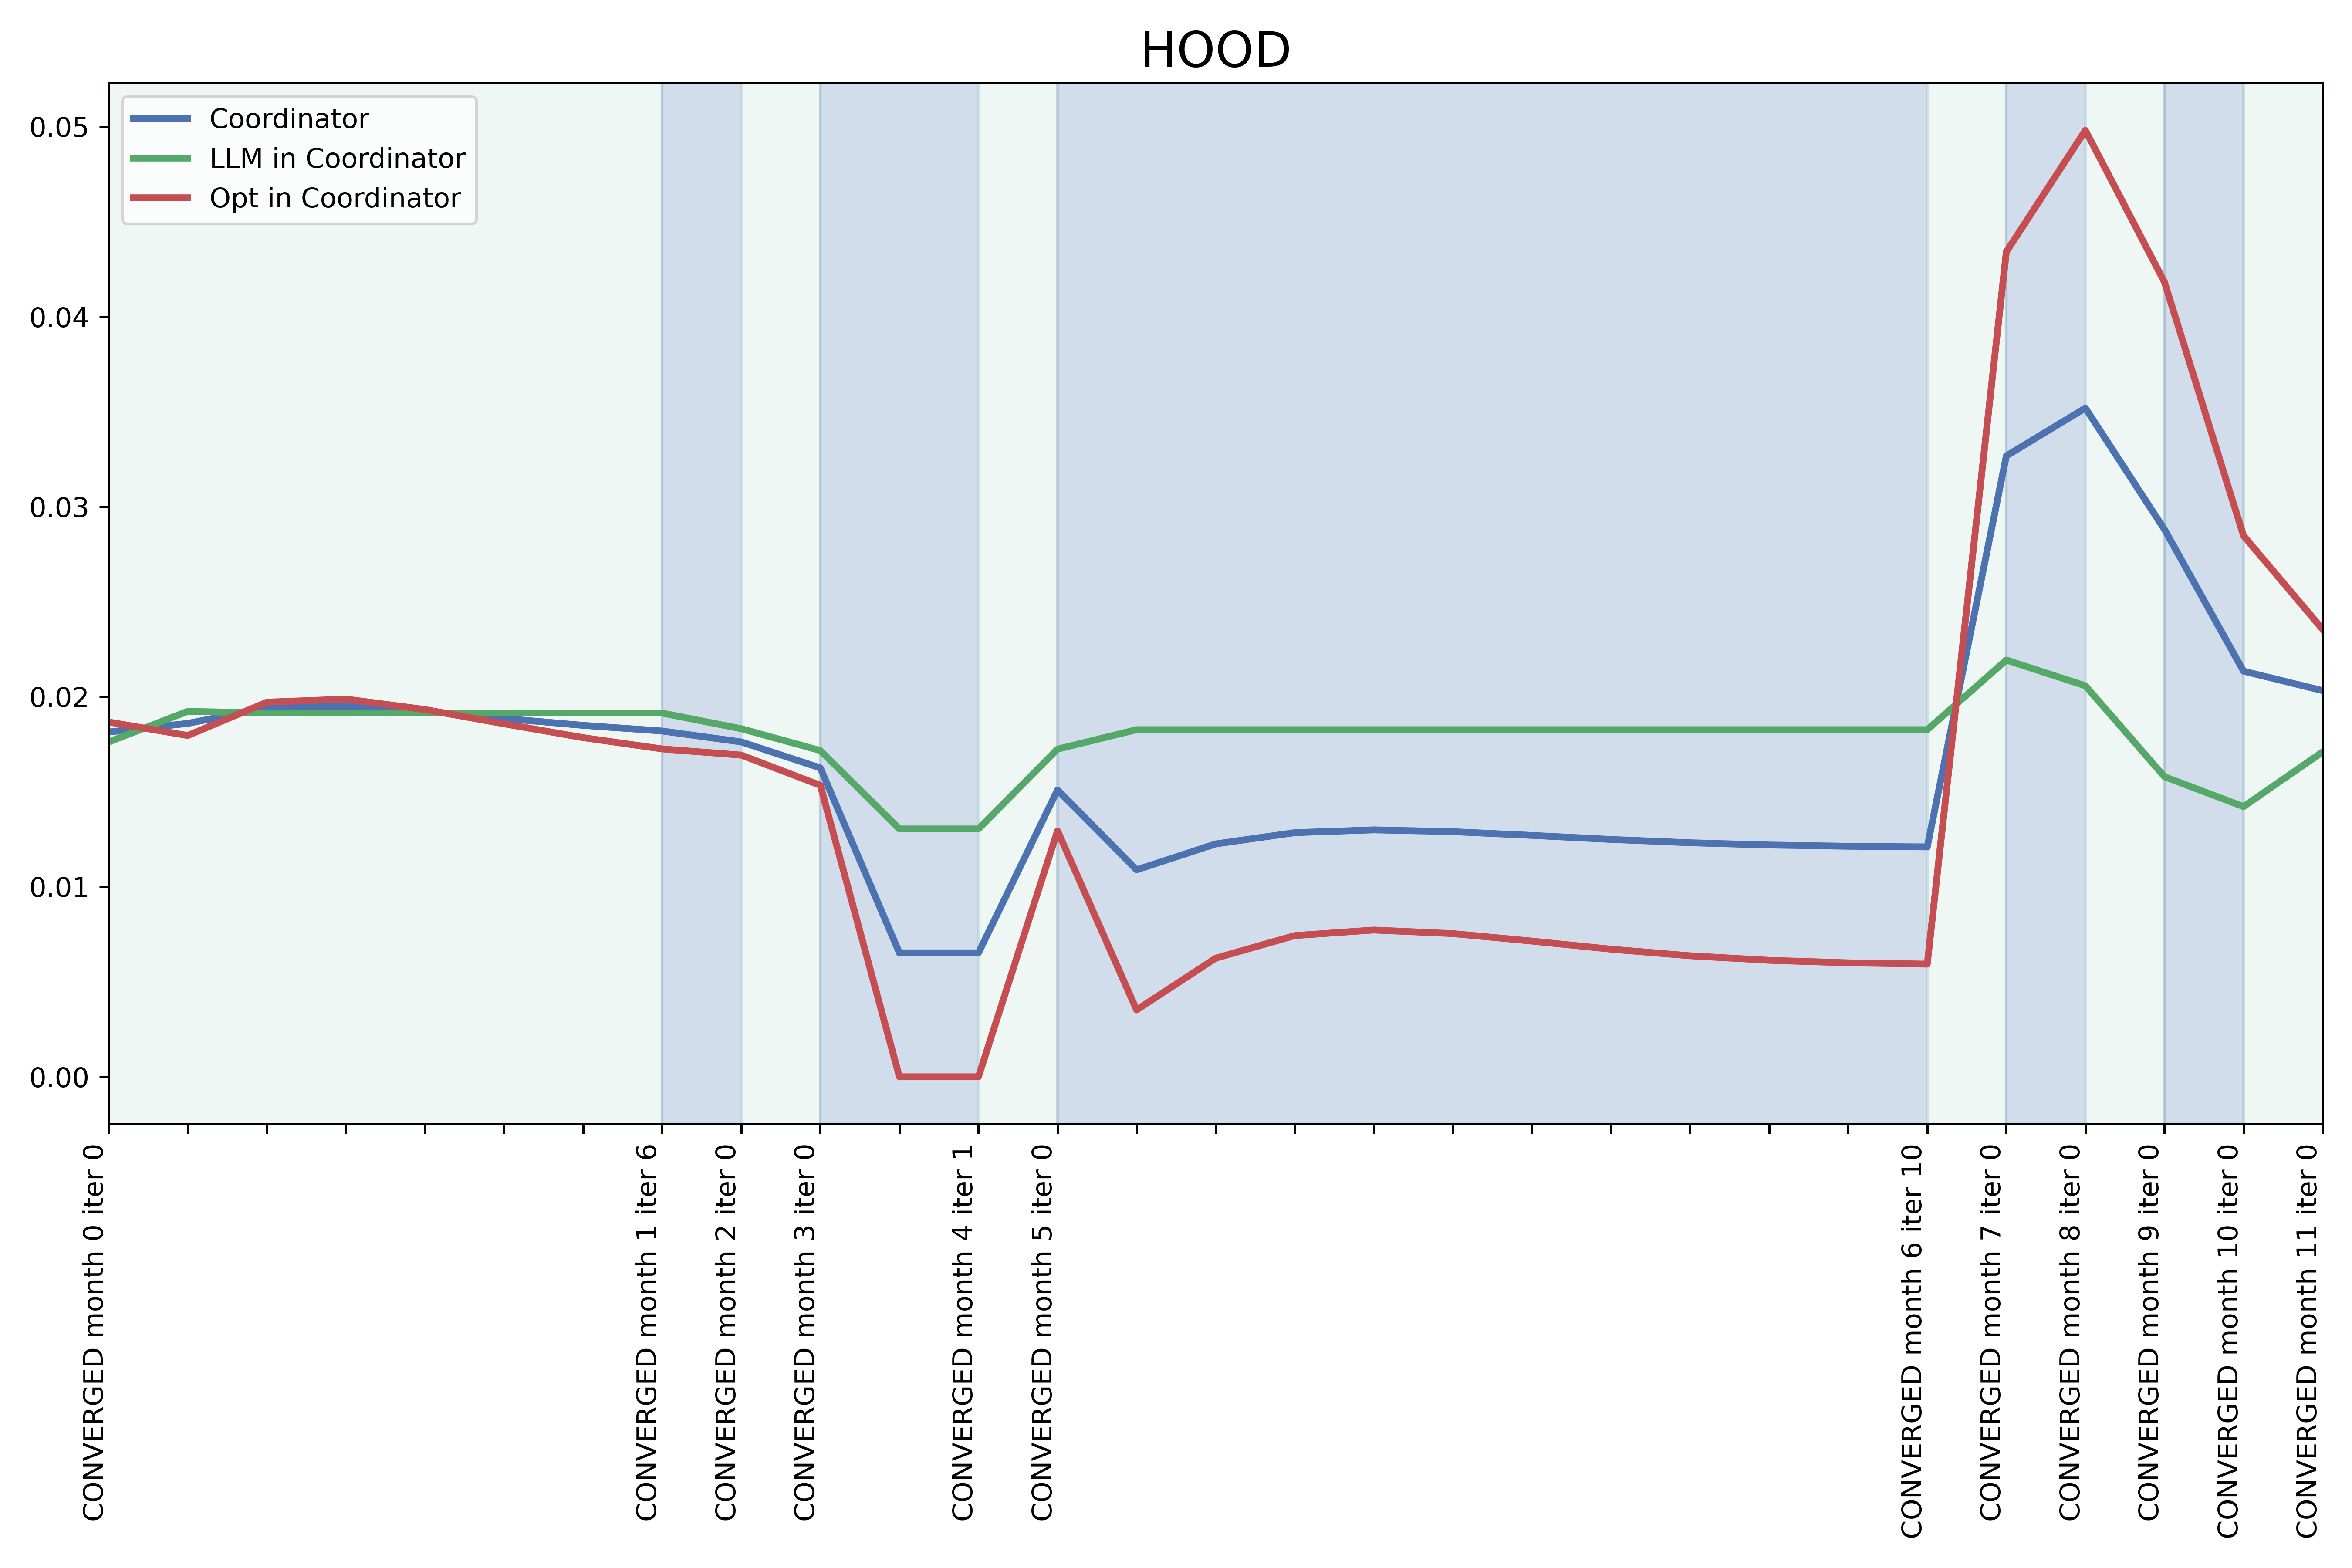 HOOD
Coordinator
LLM in Coordinator
Opt in Coordinator
0.05
0.04
0.03
0.02
0.01
0.00
CONVERGED month 0 iter 0
CONVERGED month 1 iter 6
CONVERGED month 2 iter 0
CONVERGED month 3 iter 0
CONVERGED month 4 iter 1
CONVERGED month 5 iter 0
CONVERGED month 6 iter 10
CONVERGED month 7 iter 0
CONVERGED month 8 iter 0
CONVERGED month 9 iter 0
CONVERGED month 10 iter 0
CONVERGED month 11 iter 0